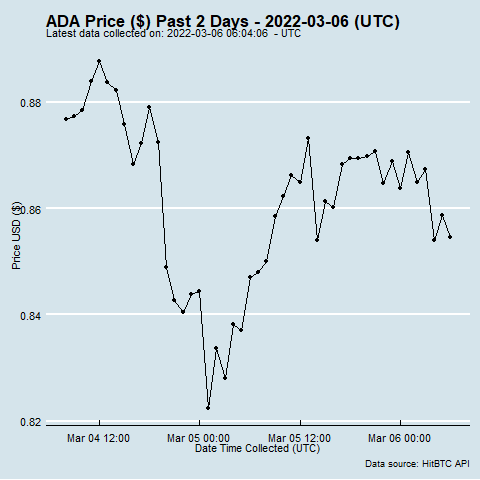 ADA Price ($) Past 2 Days - 2022-03-06 (UTC)
Latest data collected on: 2022-03-06 06:04:06 - UTC
0.88
0.86
0.84
0.82
Price USD ($)
Mar 04 12:00 Mar 05 00:00 Mar 05 12:00 Mar 06 00:00
Date Time Collected (UTC)
Data source: HitBTC API